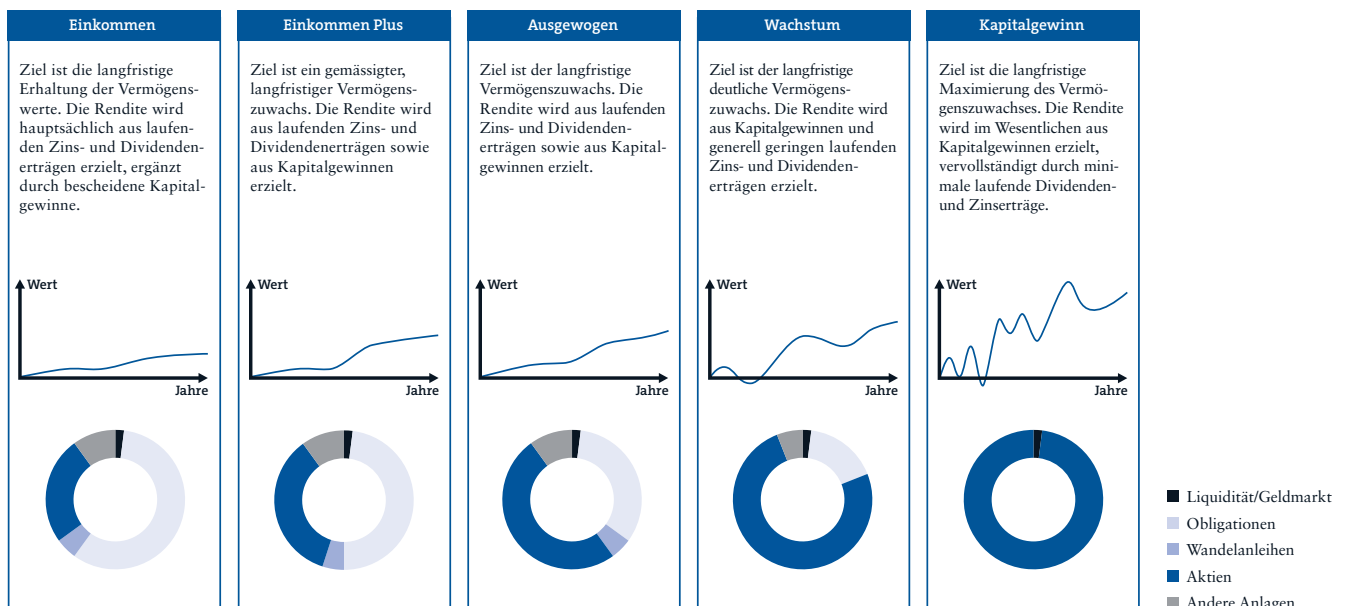 Einkommen
Ziel ist die langfristige
Erhaltung der Vermögens-
werte. Die Rendite wird
hauptsächlich aus laufen-
den Zins- und Dividenden-
erträgen erzielt, ergänzt
durch bescheidene Kapital-
gewinne.
Wert
Jahre
Einkommen Plus
Ziel ist ein gemässigter,
langfristiger Vermögens-
zuwachs. Die Rendite wird
aus laufenden Zins- und
Dividendenerträgen sowie
aus Kapitalgewinnen
erzielt.
Wert
Jahre
Ausgewogen
Ziel ist der langfristige
Vermögenszuwachs. Die
Rendite wird aus laufenden
Zins- und Dividenden-
erträgen sowie aus Kapital-
gewinnen erzielt.
Wert
Jahre
Wachstum
Ziel ist der langfristige
deutliche Vermögens-
zuwachs. Die Rendite wird
aus Kapitalgewinnen und
generell geringen laufenden
Zins- und Dividenden-
erträgen erzielt.
Wert
Jahre
Kapitalgewinn
Ziel ist die langfristige
Maximierung des Vermö-
genszuwachses. Die Rendite
wird im Wesentlichen aus
Kapitalgewinnen erzielt,
vervollständigt durch mini-
male laufende Dividenden-
und Zinserträge.
Wert
Jahre
Liquidität/Geldmarkt
Obligationen
Wandelanleihen
Aktien
Andere Anlagen